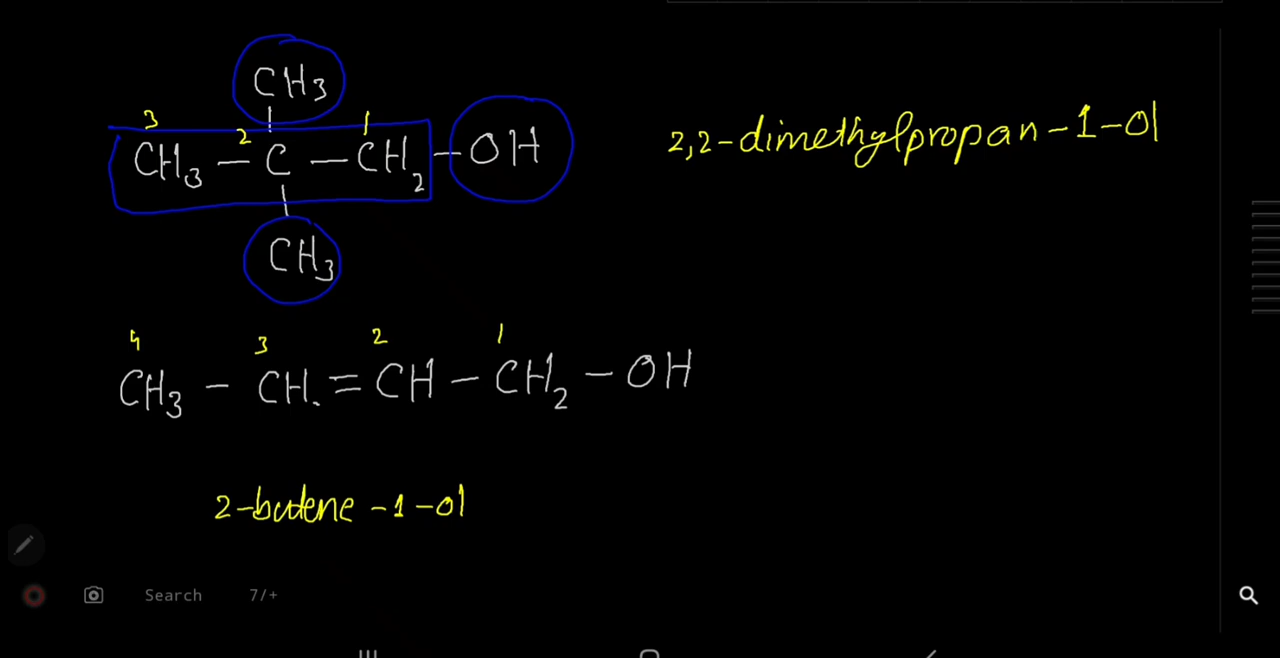 CH3
3 2 1
CH3 – C – CH2 – OH
CH3
2,2-dimethylpropan-1-ol
4 3 2 1
CH3 – CH. = CH – CH2 – OH
2-butene -1-ol
Search 7/+